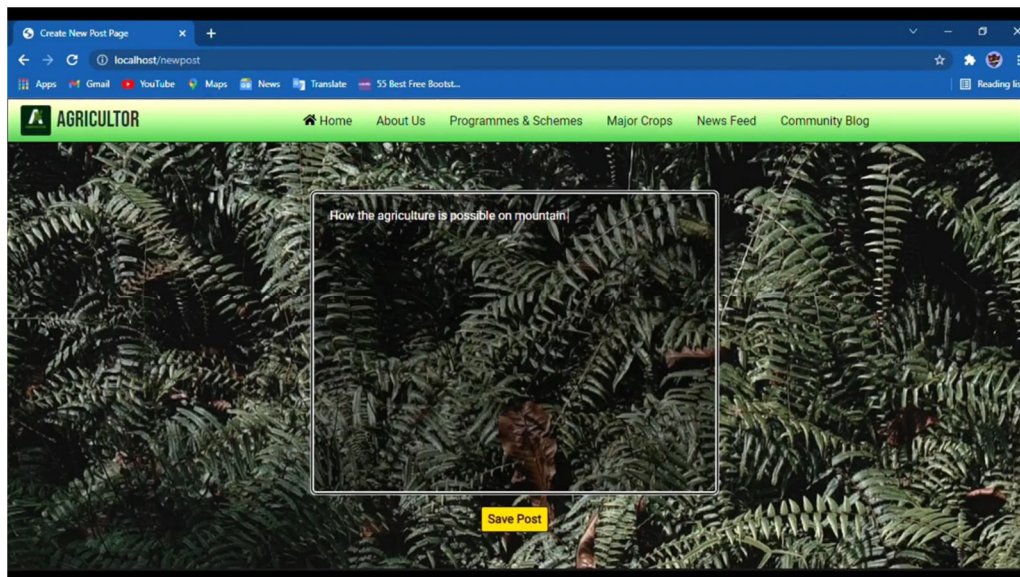 Create New Post Page
localhost/newpost
Apps Gmail YouTube Maps News Translate 55 Best Free Bootst...
Reading lis
AGRICULTOR
Home About Us Programmes & Schemes Major Crops News Feed Community Blog
How the agriculture is possible on mountain
Save Post